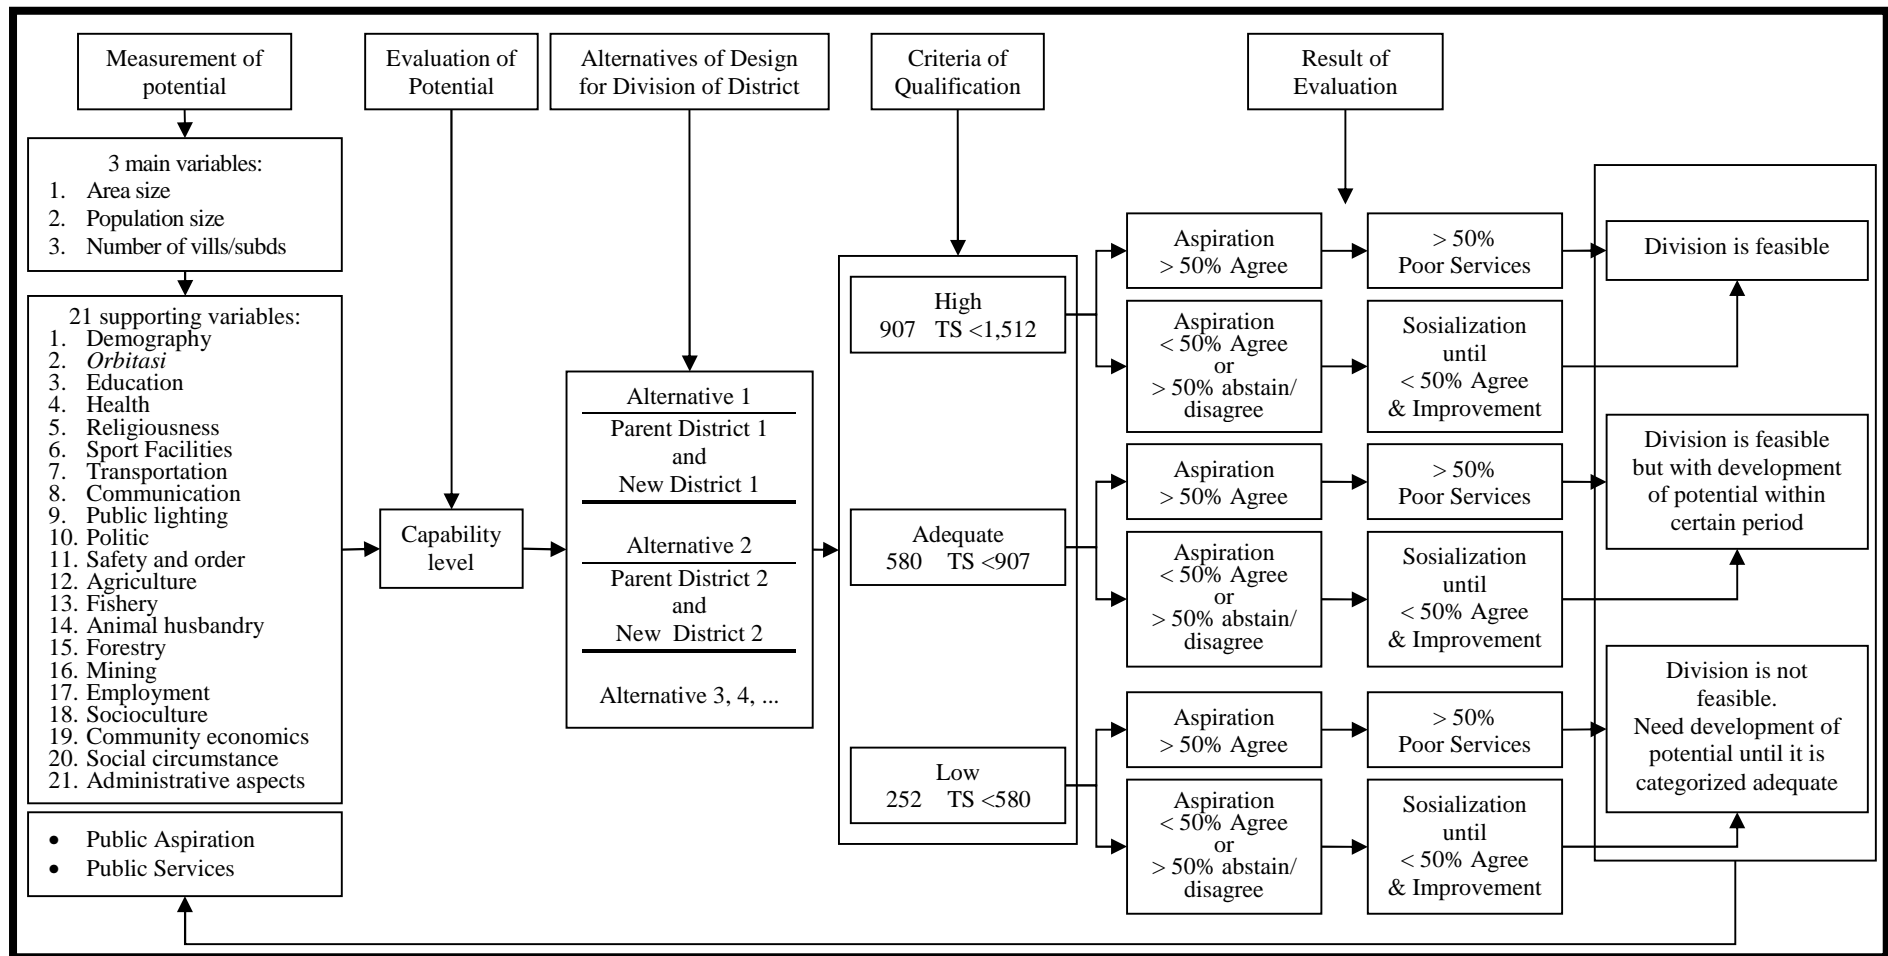 Measurement of
potential
Evaluation of
Potential
Alternatives of Design
for Division of District
Criteria of
Qualification
Result of
Evaluation
3 main variables:
1. Area size
2. Population size
3. Number of vills/subds
21 supporting variables:
1. Demography
2. Orbitasi
3. Education
4. Health
5. Religiousness
6. Sport Facilities
7. Transportation
8. Communication
9. Public lighting
10. Politic
11. Safety and order
12. Agriculture
13. Fishery
14. Animal husbandry
15. Forestry
16. Mining
17. Employment
18. Socioculture
19. Community economics
20. Social circumstance
21. Administrative aspects
• Public Aspiration
• Public Services
Capability
level
Alternative 1
Parent District 1
and
New District 1
Alternative 2
Parent District 2
and
New District 2
Alternative 3, 4, ...
High
907 TS <1,512
Adequate
580 TS <907
Low
252 TS <580
Aspiration
> 50% Agree
> 50%
Poor Services
Division is feasible
Aspiration
< 50% Agree
or
> 50% abstain/
disagree
Sosialization
until
< 50% Agree
& Improvement
Aspiration
> 50% Agree
> 50%
Poor Services
Division is feasible
but with development
of potential within
certain period
Aspiration
< 50% Agree
or
> 50% abstain/
disagree
Sosialization
until
< 50% Agree
& Improvement
Aspiration
> 50% Agree
> 50%
Poor Services
Division is not
feasible.
Need development of
potential until it is
categorized adequate
Aspiration
< 50% Agree
or
> 50% abstain/
disagree
Sosialization
until
< 50% Agree
& Improvement